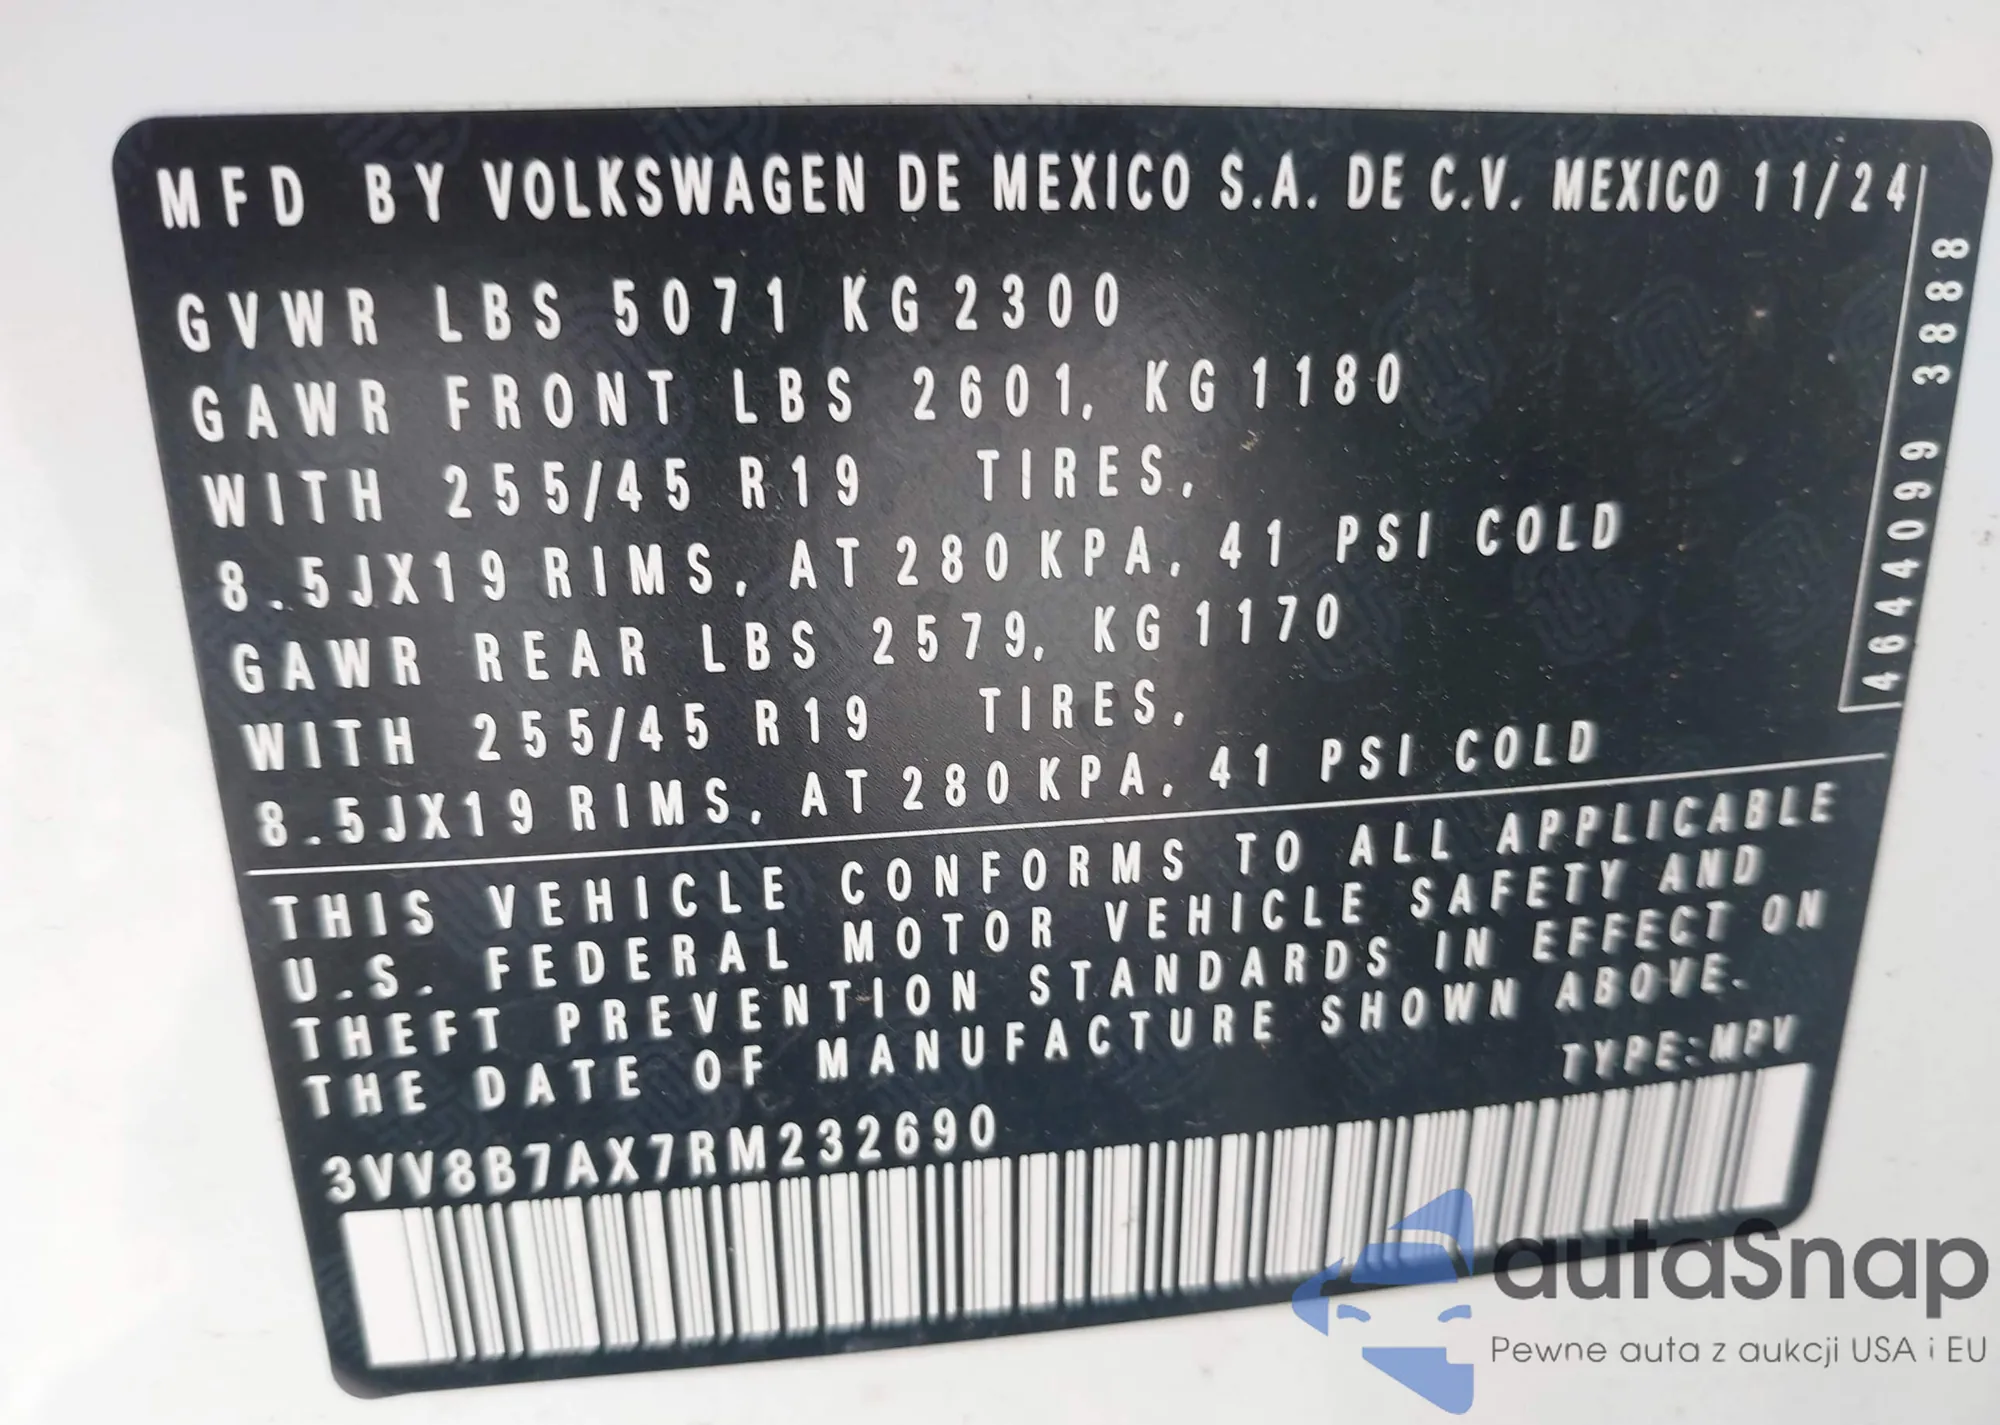 MFD BY VOLKSWAGEN DE MEXICO S.A. DE C.V. MEXICO 11/24
GVWR LBS 5071 KG 2300
GAWR FRONT LBS 2601, KG 1180
WITH 255/45 R19 TIRES,
8.5JX19 RIMS, AT 280 KPA, 41 PSI COLD
GAWR REAR LBS 2579, KG 1170
WITH 255/45 R19 TIRES,
8.5JX19 RIMS, AT 280 KPA, 41 PSI COLD
4644099 3888
THIS VEHICLE CONFORMS TO ALL APPLICABLE
U.S. FEDERAL MOTOR VEHICLE SAFETY AND
THEFT PREVENTION STANDARDS IN EFFECT ON
THE DATE OF MANUFACTURE SHOWN ABOVE.
TYPE:MPV
3VV8B7AX7RM232690
autaSnap
Pewne auta z aukcji USA i EU